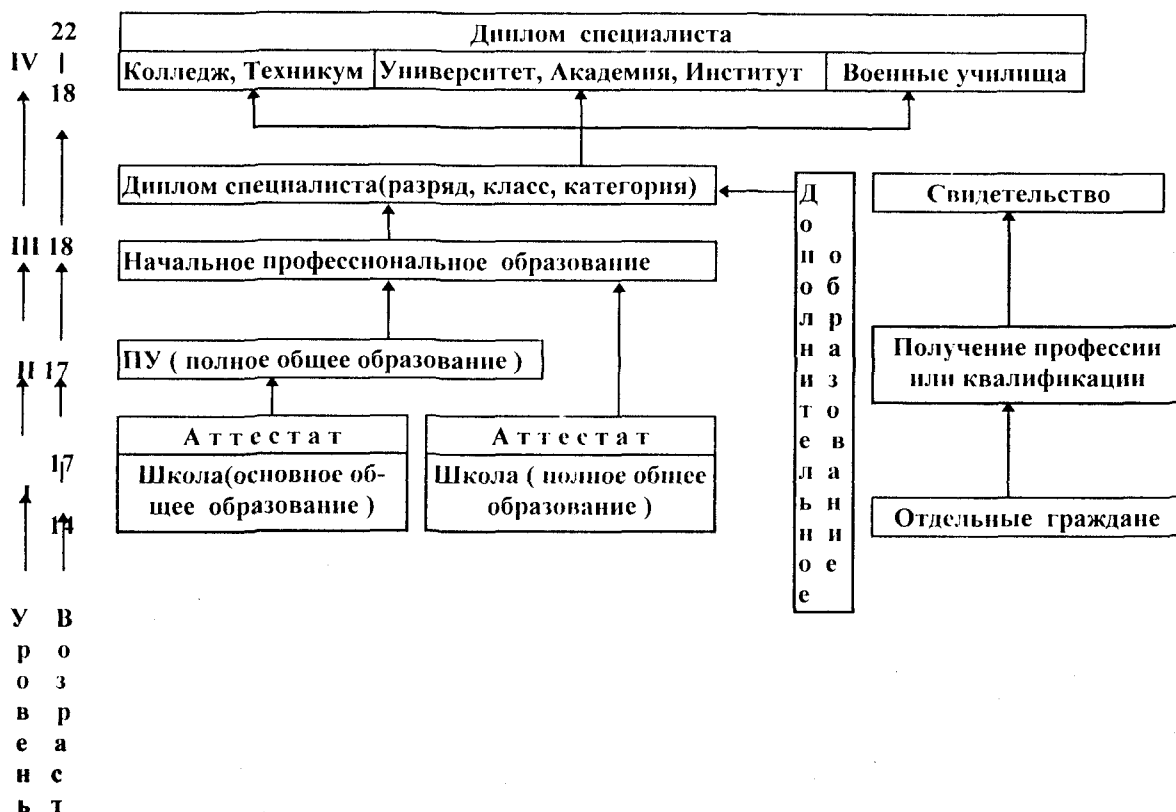 22
Диплом специалиста
IV
Колледж, Техникум
Университет, Академия, Институт
Военные училища
18
Диплом специалиста(разряд, класс, категория)
Свидетельство
III 18
Начальное профессиональное образование
Дополнительное
образование
ПУ ( полное общее образование )
II 17
Получение профессии
или квалификации
Аттестат
Школа(основное об-
щее образование )
Аттестат
Школа ( полное общее
образование )
17
I
14
Отдельные граждане
Уровень
Возраст